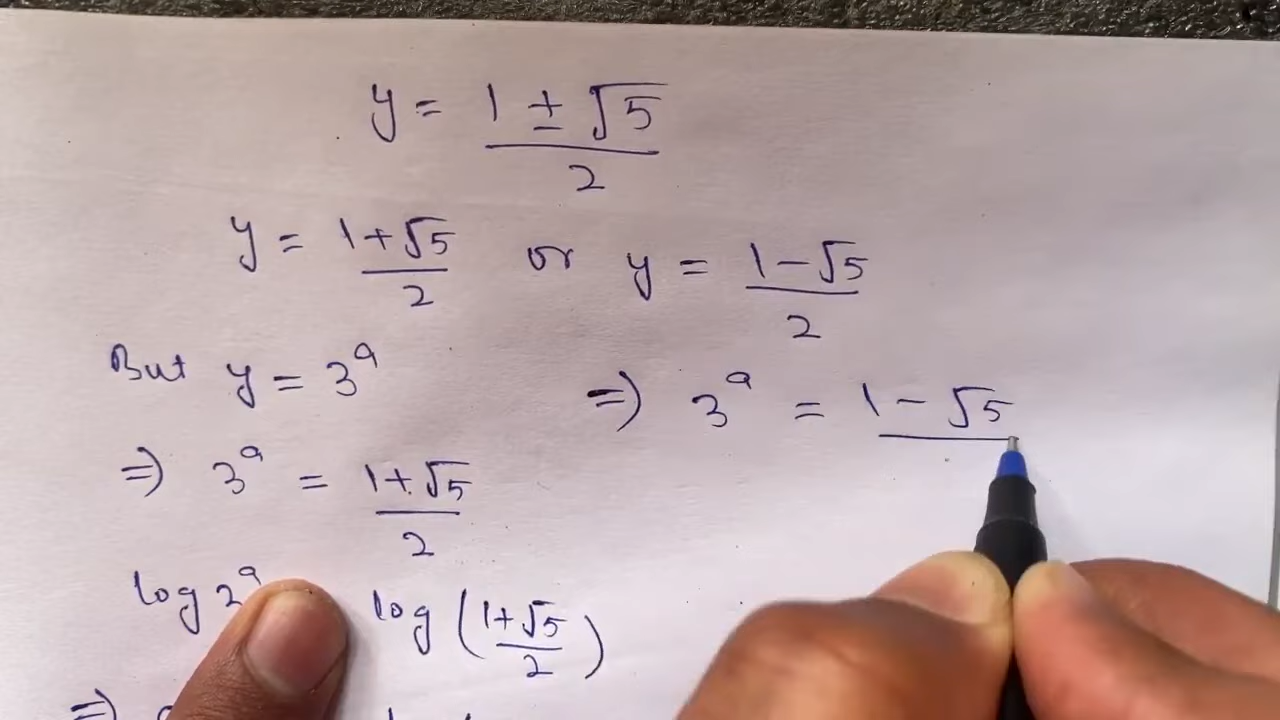 y = (1 ± √5)/2
y = (1+√5)/2 or y = (1-√5)/2
But y = 3^a
⇒ 3^a = (1-√5)/2
⇒ 3^a = (1+√5)/2
log 3^a log((1+√5)/2)
⇒